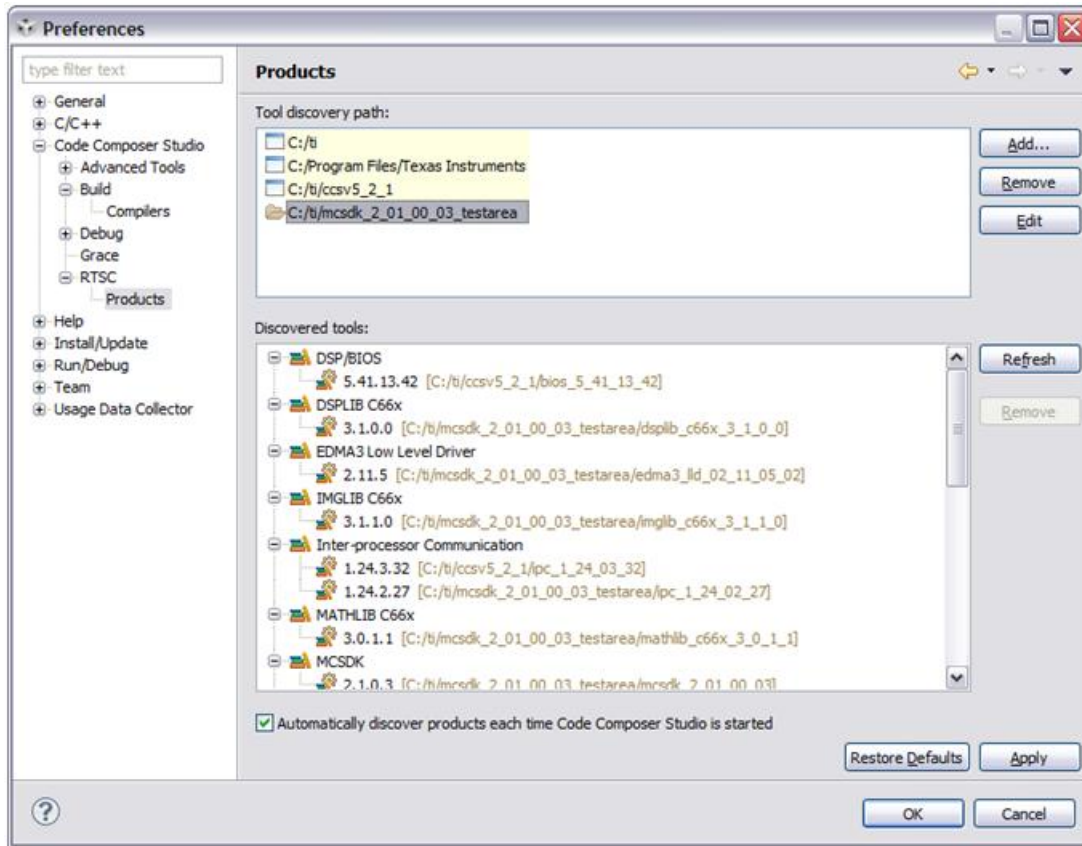 Preferences
type filter text
General
C/C++
Code Composer Studio
Advanced Tools
Build
Compilers
Debug
Grace
RTSC
Products
Help
Install/Update
Run/Debug
Team
Usage Data Collector
Products
Tool discovery path:
C:/ti
C:/Program Files/Texas Instruments
C:/ti/ccsv5_2_1
C:/ti/mcsdk_2_01_00_03_testarea
Add...
Remove
Edit
Discovered tools:
DSP/BIOS
5.41.13.42 [C:/ti/ccsv5_2_1/bios_5_41_13_42]
DSPLIB C66x
3.1.0.0 [C:/ti/mcsdk_2_01_00_03_testarea/dsplib_c66x_3_1_0_0]
EDMA3 Low Level Driver
2.11.5 [C:/ti/mcsdk_2_01_00_03_testarea/edma3_lld_02_11_05_02]
IMGLIB C66x
3.1.1.0 [C:/ti/mcsdk_2_01_00_03_testarea/imglib_c66x_3_1_1_0]
Inter-processor Communication
1.24.3.32 [C:/ti/ccsv5_2_1/ipc_1_24_03_32]
1.24.2.27 [C:/ti/mcsdk_2_01_00_03_testarea/ipc_1_24_02_27]
MATHLIB C66x
3.0.1.1 [C:/ti/mcsdk_2_01_00_03_testarea/mathlib_c66x_3_0_1_1]
MCSDK
2.1.0.3 [C:/ti/mcsdk_2_01_00_03_testarea/mcsdk_2_01_00_03]
Refresh
Remove
Automatically discover products each time Code Composer Studio is started
Restore Defaults
Apply
OK
Cancel